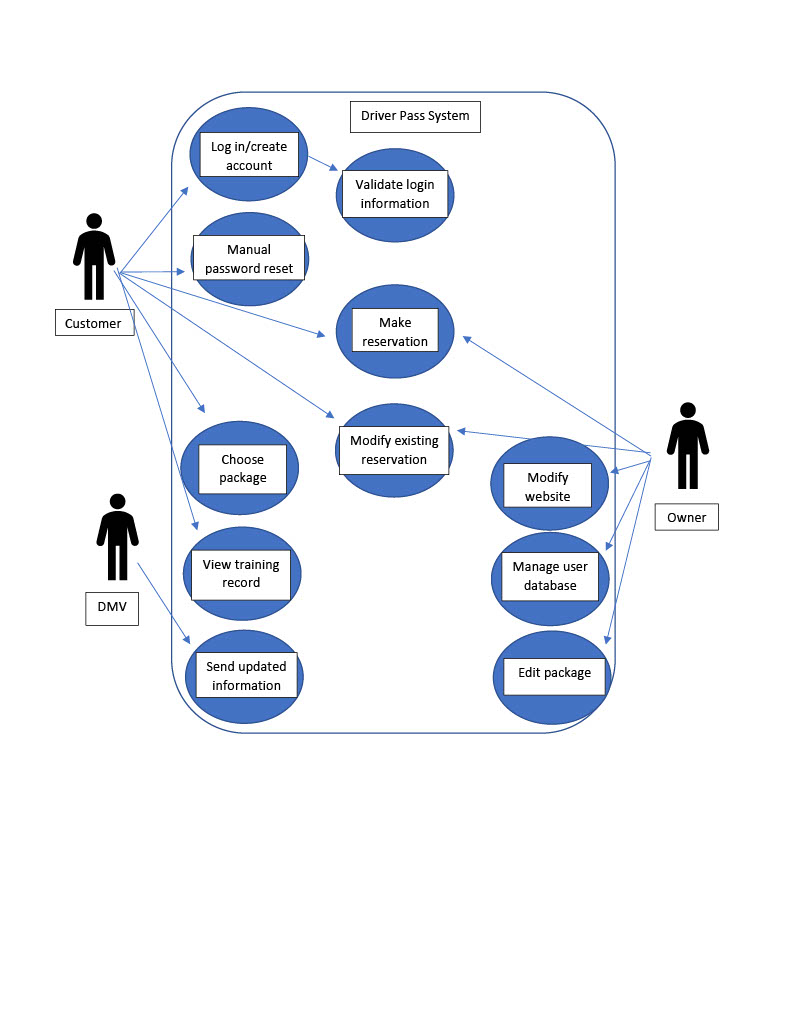 Driver Pass System
Log in/create
account
Validate login
information
Manual
password reset
Customer
Make
reservation
Modify existing
reservation
Choose
package
Modify
website
Owner
View training
record
Manage user
database
DMV
Send updated
information
Edit package